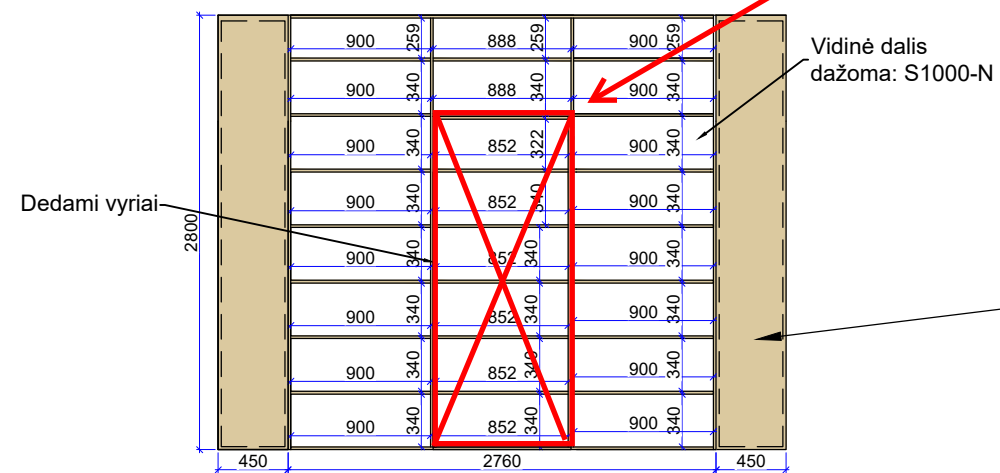 900 259 888 259 900 259
900 340 888 340 900 340
900 340 852 322 900 340
900 340 852 340 900 340
900 340 852 340 900 340
900 340 852 340 900 340
900 340 852 340 900 340
900 340 852 340 900 340
Vidinė dalis
dažoma: S1000-N
Dedami vyriai
2800
450 2760 450